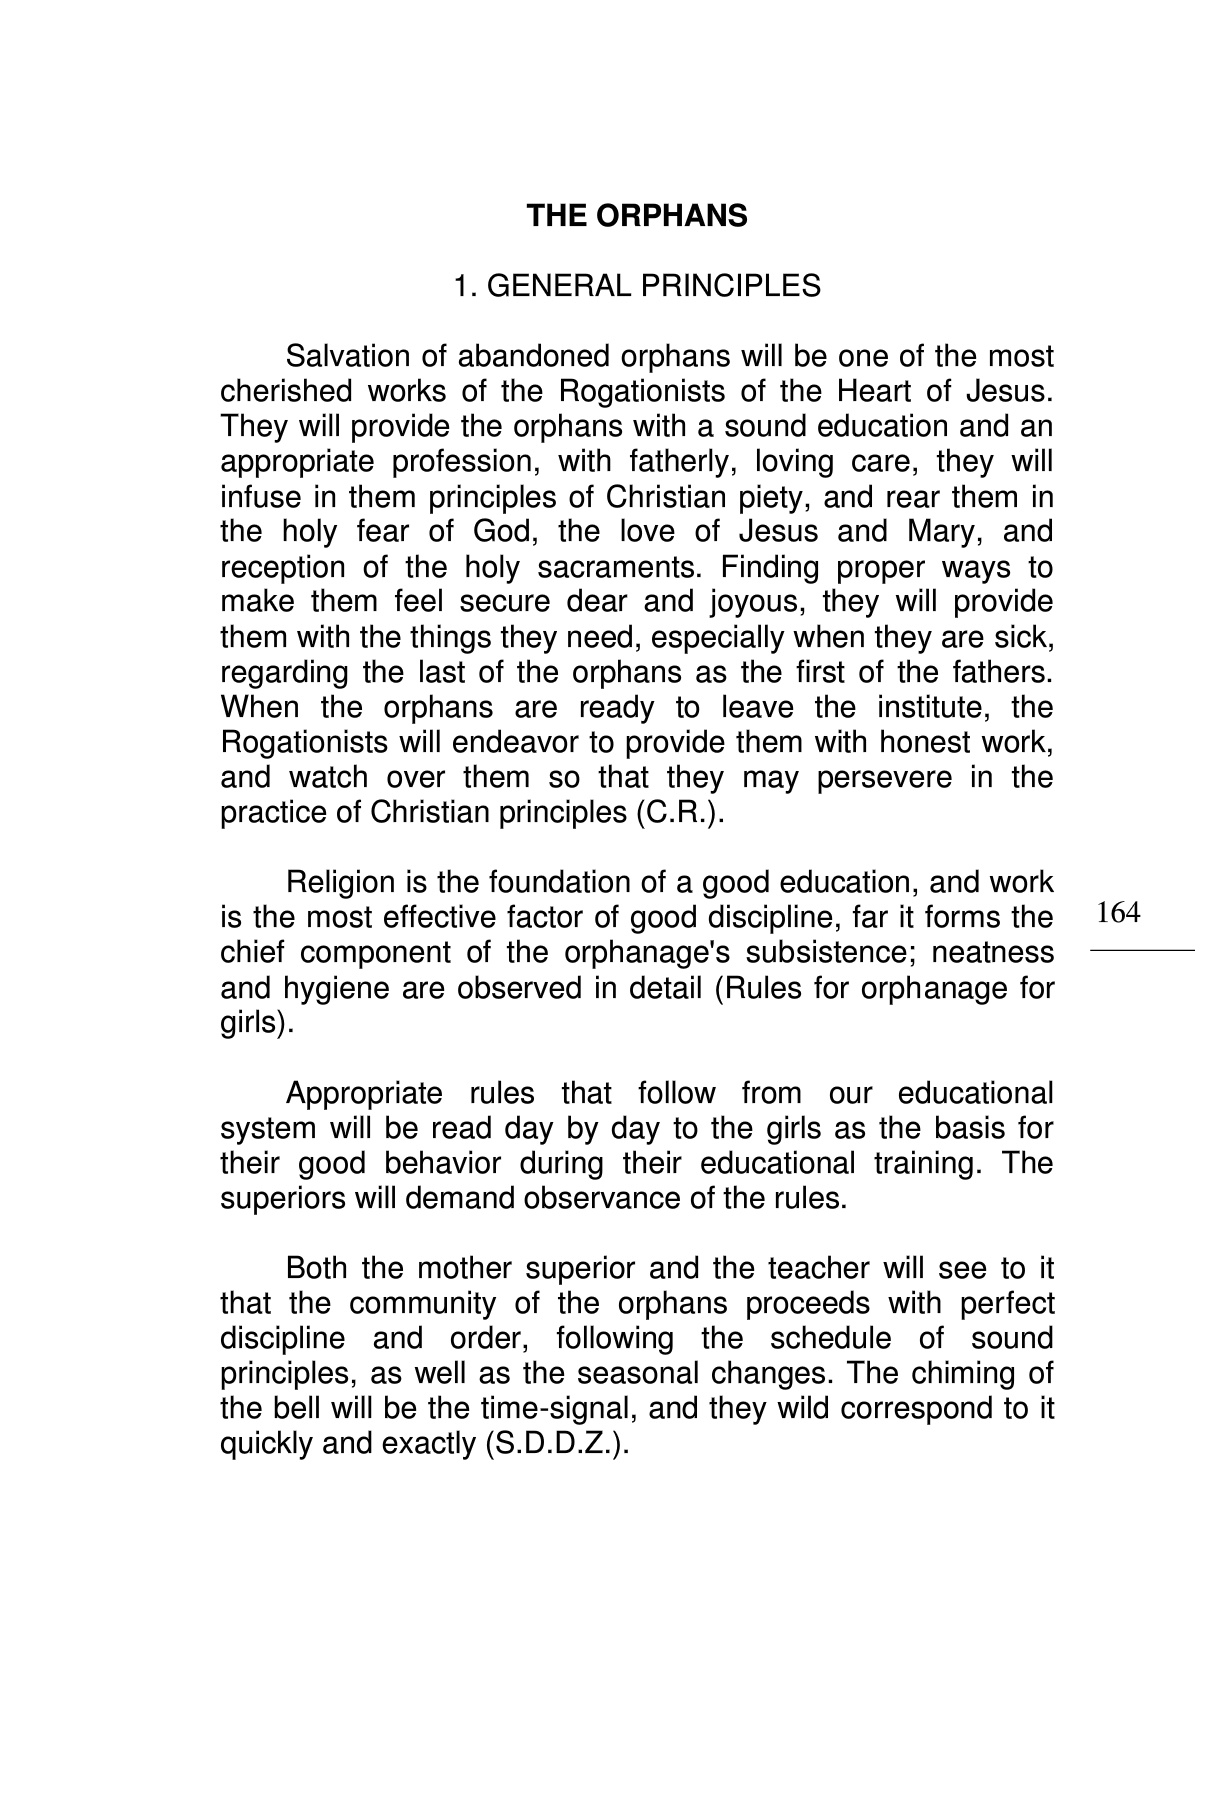 THE ORPHANS
1. GENERAL PRINCIPLES
Salvation of abandoned orphans will be one of the most
cherished works of the Rogationists of the Heart of Jesus.
They will provide the orphans with a sound education and an
appropriate profession, with fatherly, loving care, they will
infuse in them principles of Christian piety, and rear them in
the holy fear of God, the love of Jesus and Mary, and
reception of the holy sacraments. Finding proper ways to
make them feel secure dear and joyous, they will provide
them with the things they need, especially when they are sick,
regarding the last of the orphans as the first of the fathers.
When the orphans are ready to leave the institute, the
Rogationists will endeavor to provide them with honest work,
and watch over them so that they may persevere in the
practice of Christian principles (C.R.).
Religion is the foundation of a good education, and work
is the most effective factor of good discipline, far it forms the
chief component of the orphanage's subsistence; neatness
and hygiene are observed in detail (Rules for orphanage for
girls).
164
Appropriate rules that follow from our educational
system will be read day by day to the girls as the basis for
their good behavior during their educational training. The
superiors will demand observance of the rules.
Both the mother superior and the teacher will see to it
that the community of the orphans proceeds with perfect
discipline and order, following the schedule of sound
principles, as well as the seasonal changes. The chiming of
the bell will be the time-signal, and they wild correspond to it
quickly and exactly (S.D.D.Z.).